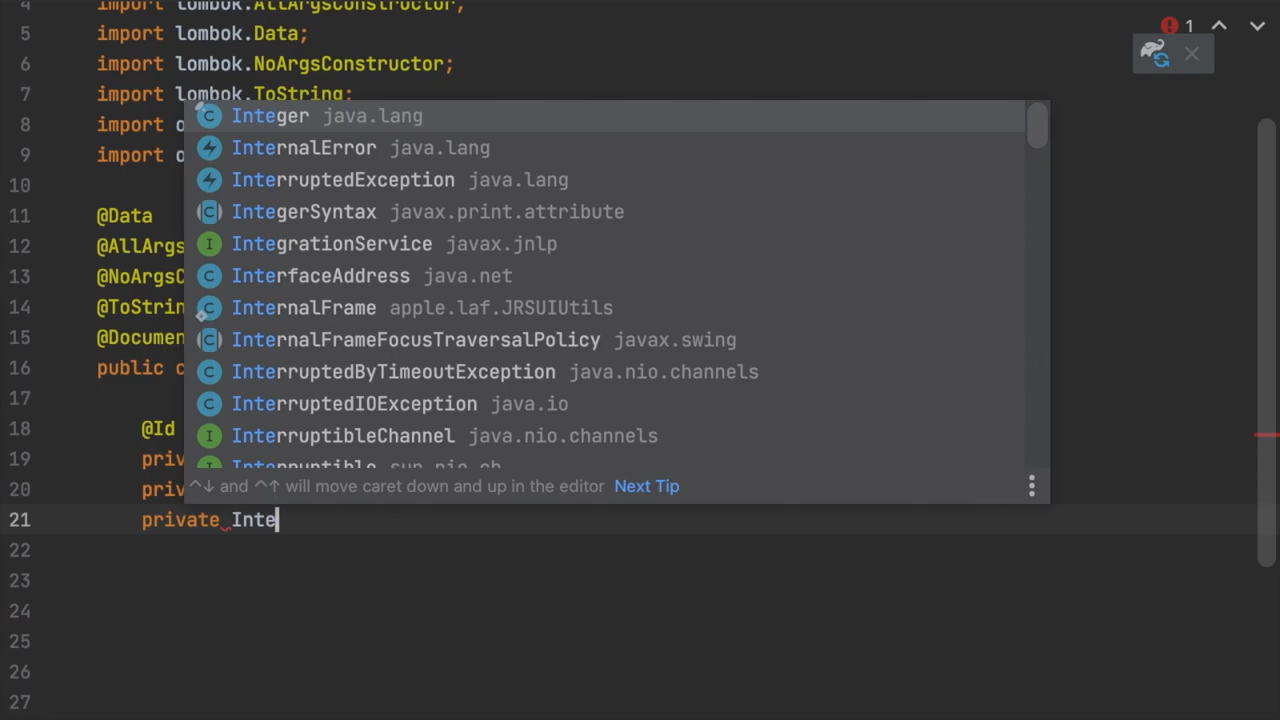 4 import lombok.AllArgsConstructor;
1
5 import lombok.Data;
6 import lombok.NoArgsConstructor;
7 import lombok.ToString;
8 import o
9 import o
10
11 @Data
12 @AllArgs
13 @NoArgsC
14 @ToStrin
15 @Documen
16 public c
17
18 @Id
19 priv
20 priv
21 private Inte
22
23
24
25
26
27
Integer java.lang
InternalError java.lang
InterruptedException java.lang
IntegerSyntax javax.print.attribute
IntegrationService javax.jnlp
InterfaceAddress java.net
InternalFrame apple.laf.JRSUIUtils
InternalFrameFocusTraversalPolicy javax.swing
InterruptedByTimeoutException java.nio.channels
InterruptedIOException java.io
InterruptibleChannel java.nio.channels
Interruptible sun.nio.ch
^↓ and ^↑ will move caret down and up in the editor Next Tip